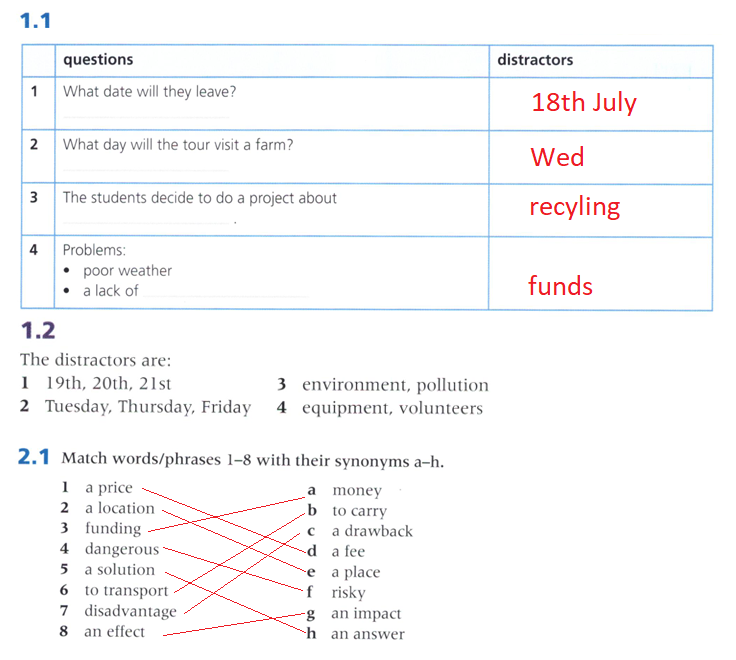 1.1
questions distractors
1 What date will they leave? 18th July
2 What day will the tour visit a farm? Wed
3 The students decide to do a project about recyling
.
4 Problems:
• poor weather
• a lack of funds
1.2
The distractors are:
1 19th, 20th, 21st 3 environment, pollution
2 Tuesday, Thursday, Friday 4 equipment, volunteers
2.1 Match words/phrases 1–8 with their synonyms a–h.
1 a price a money
2 a location b to carry
3 funding c a drawback
4 dangerous d a fee
5 a solution e a place
6 to transport f risky
7 disadvantage g an impact
8 an effect h an answer